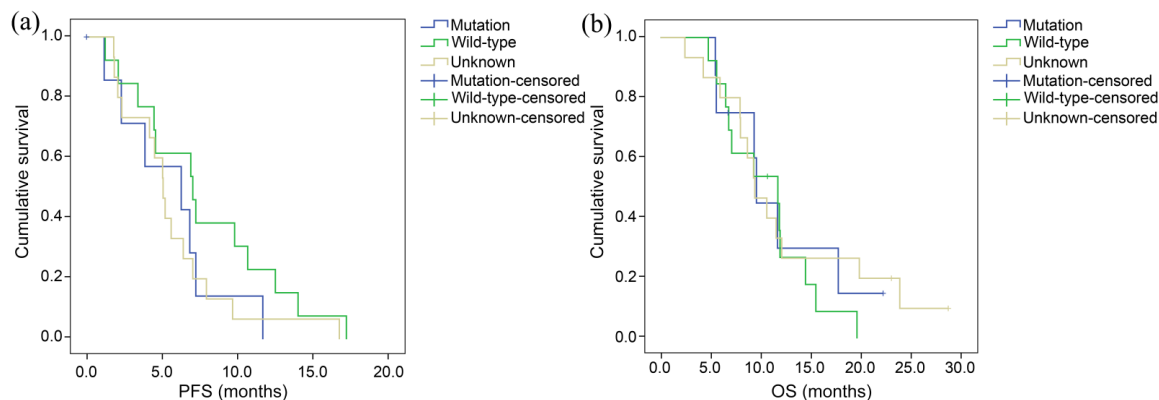 (a)
Cumulative survival
1.0
0.8
0.6
0.4
0.2
0.0
0.0 5.0 10.0 15.0 20.0
PFS (months)
Mutation
Wild-type
Unknown
Mutation-censored
Wild-type-censored
Unknown-censored
(b)
Cumulative survival
1.0
0.8
0.6
0.4
0.2
0.0
0.0 5.0 10.0 15.0 20.0 25.0 30.0
OS (months)
Mutation
Wild-type
Unknown
Mutation-censored
Wild-type-censored
Unknown-censored